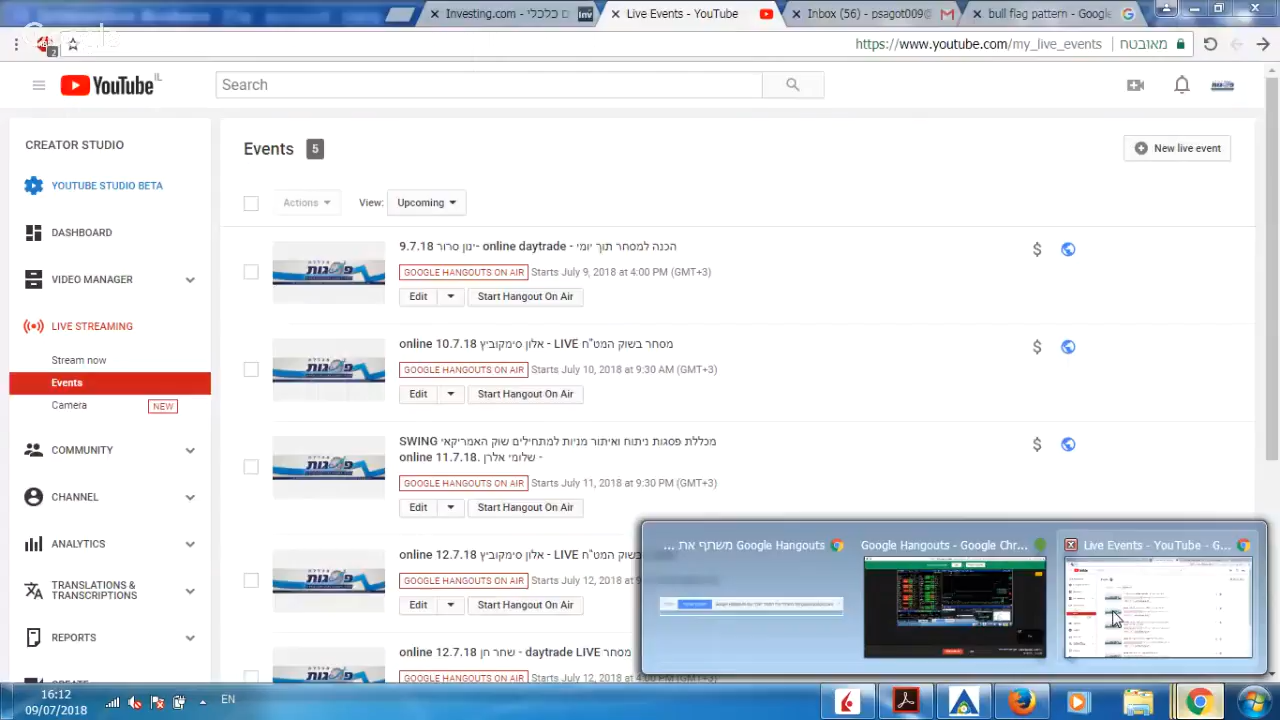 Investing - כלכלי
Live Events - YouTube
Inbox (56) - psagot009@
bull flag pattern - Google
2
https://www.youtube.com/my_live_events
מאובטח
YouTube IL
Search
CREATOR STUDIO
YOUTUBE STUDIO BETA
DASHBOARD
VIDEO MANAGER
LIVE STREAMING
Stream now
Events
Camera NEW
COMMUNITY
CHANNEL
ANALYTICS
TRANSLATIONS &
TRANSCRIPTIONS
REPORTS
Events 5
New live event
Actions
View: Upcoming
הכנה למסחר תוך יומי - online daytrade -ינון סרור 9.7.18
GOOGLE HANGOUTS ON AIR Starts July 9, 2018 at 4:00 PM (GMT+3)
Edit Start Hangout On Air
מסחר בשוק המט"ח LIVE - אלון סימקוביץ online 10.7.18
GOOGLE HANGOUTS ON AIR Starts July 10, 2018 at 9:30 AM (GMT+3)
Edit Start Hangout On Air
מכללת פסגות ניתוח ואיתור מניות למתחילים שוק האמריקאי SWING
- שלומי אלרן .online 11.7.18
GOOGLE HANGOUTS ON AIR Starts July 11, 2018 at 9:30 PM (GMT+3)
Edit Start Hangout On Air
בשוק המט"ח LIVE - אלון סימקוביץ online 12.7.18
GOOGLE HANGOUTS ON AIR Starts July 12, 2018 at 9
Edit Start Hangout On Air
מסחר daytrade LIVE - שחר חן online 12.7.18
פסגות
Google Hangouts משתף את ...
Google Hangouts - Google Chr...
Live Events - YouTube - G...
16:12
09/07/2018
EN